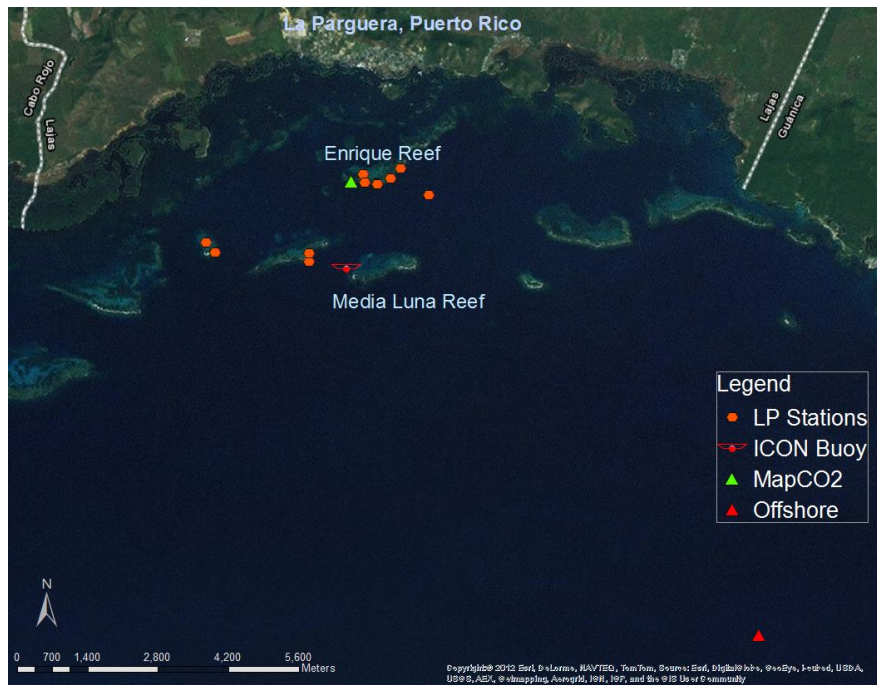 La Parguera, Puerto Rico
Cabo Rojo
Lajas
Lajas
Guánica
Enrique Reef
Media Luna Reef
Legend
LP Stations
ICON Buoy
MapCO2
Offshore
N
0 700 1,400 2,800 4,200 5,600
Meters
Copyright:© 2012 Esri, DeLorme, NAVTEQ, TomTom, Source: Esri, DigitalGlobe, GeoEye, i-cubed, USDA,
USGS, AEX, Getmapping, Aerogrid, IGN, IGP, and the GIS User Community